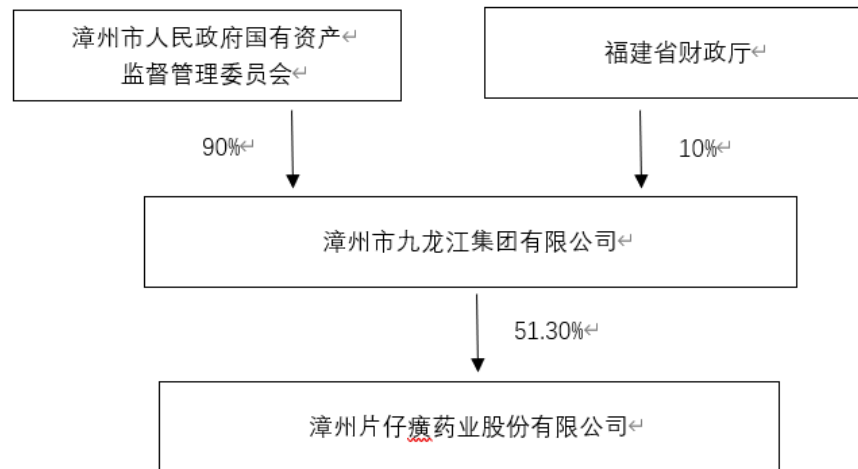 漳州市人民政府国有资产
监督管理委员会
福建省财政厅
90%
10%
漳州市九龙江集团有限公司
51.30%
漳州片仔癀药业股份有限公司